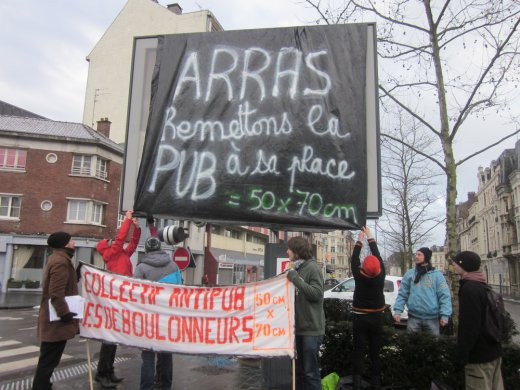 ARRAS
Remettons la
PUB à sa place
= 50 x 70 cm
COLLECTIF ANTIPUB
LES DEBOULONNEURS
50 cm
x
70 cm